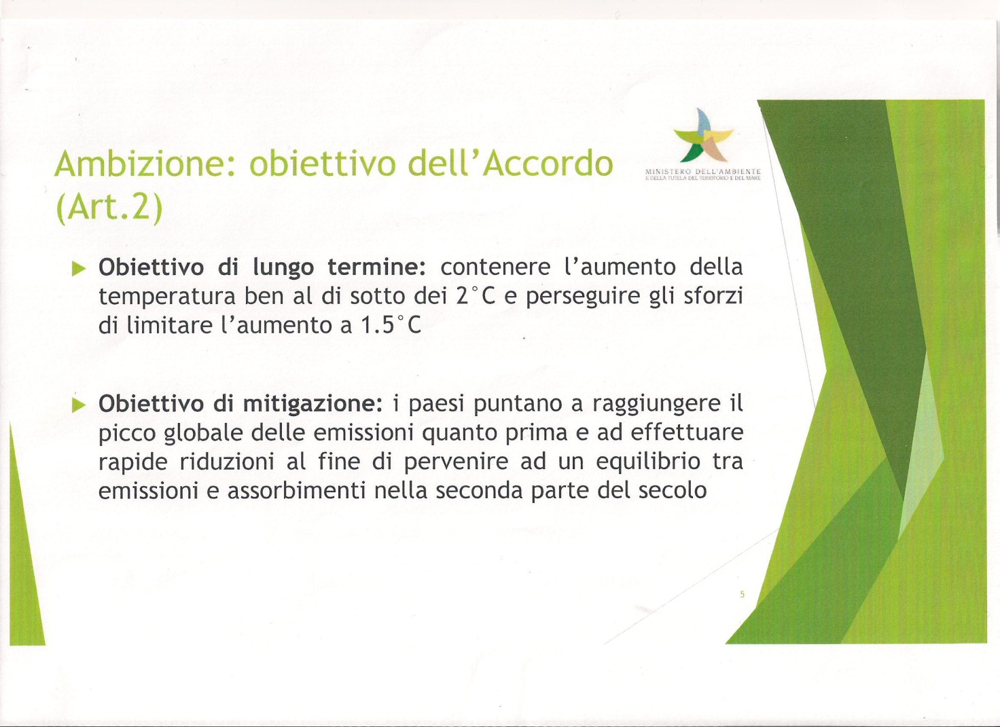 Ambizione: obiettivo dell’Accordo
(Art.2)
MINISTERO DELL'AMBIENTE
E DELLA TUTELA DEL TERRITORIO E DEL MARE
Obiettivo di lungo termine: contenere l’aumento della
temperatura ben al di sotto dei 2°C e perseguire gli sforzi
di limitare l’aumento a 1.5°C
Obiettivo di mitigazione: i paesi puntano a raggiungere il
picco globale delle emissioni quanto prima e ad effettuare
rapide riduzioni al fine di pervenire ad un equilibrio tra
emissioni e assorbimenti nella seconda parte del secolo
5